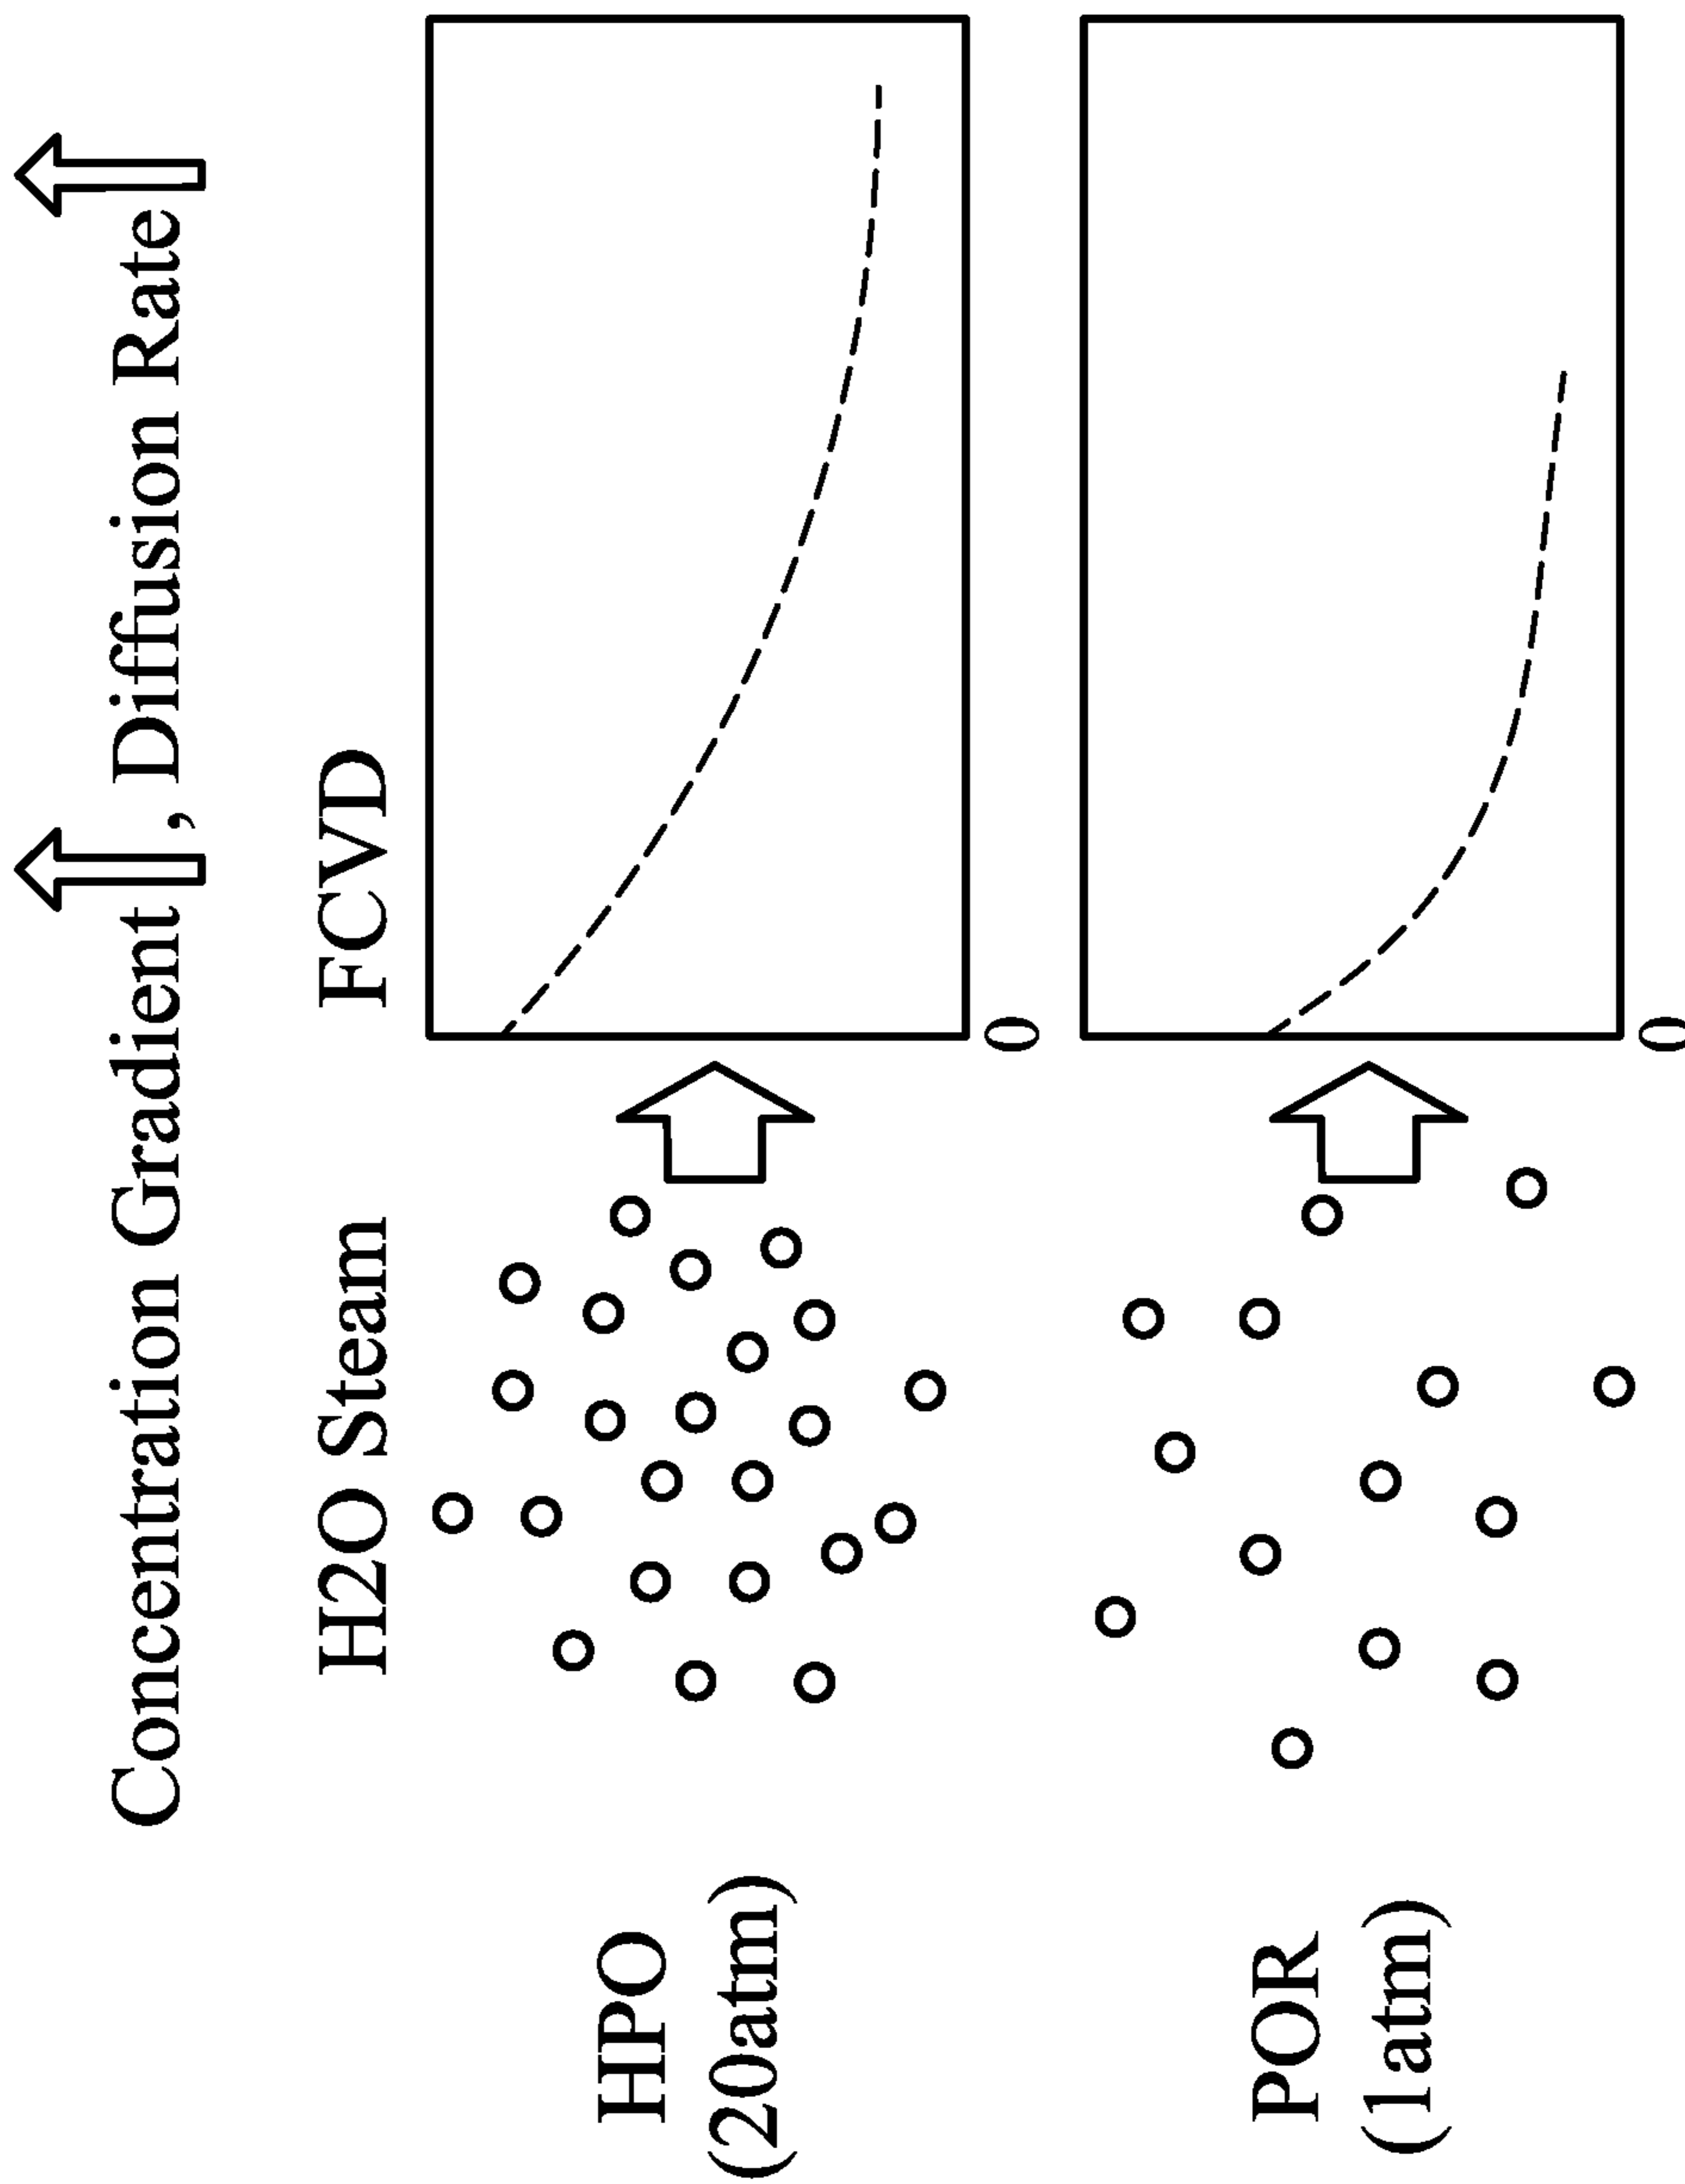 Concentration Gradient , Diffusion Rate
H2O Steam
FCVD
HPO
(20atm)
0
POR
(1atm)
0